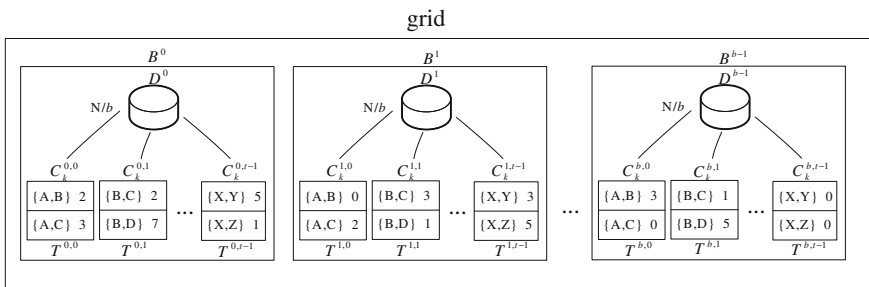 grid
B^0 B^1 B^{b-1}
D^0 D^1 D^{b-1}
N/b N/b N/b
C_k^{0,0} C_k^{0,1} C_k^{0,t-1} C_k^{1,0} C_k^{1,1} C_k^{1,t-1} C_k^{b,0} C_k^{b,1} C_k^{b,t-1}
{A,B} 2 {B,C} 2 {X,Y} 5 {A,B} 0 {B,C} 3 {X,Y} 3 {A,B} 3 {B,C} 1 {X,Y} 0
... ... ... ...
{A,C} 3 {B,D} 7 {X,Z} 1 {A,C} 2 {B,D} 1 {X,Z} 5 {A,C} 0 {B,D} 5 {X,Z} 0
T^{0,0} T^{0,1} T^{0,t-1} T^{1,0} T^{1,1} T^{1,t-1} T^{b,0} T^{b,1} T^{b,t-1}